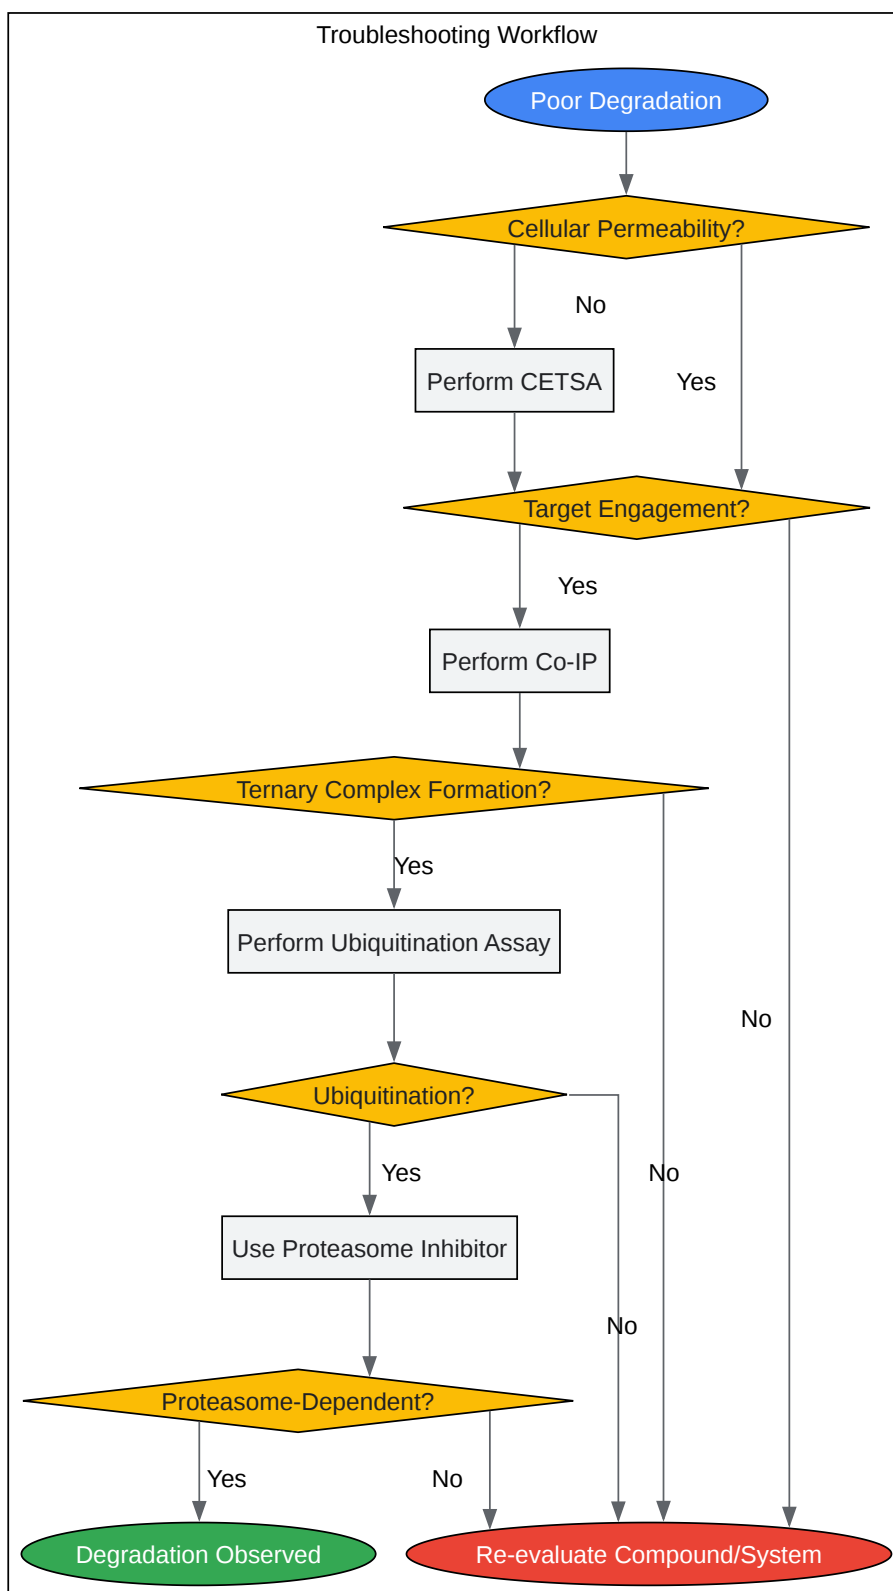 Troubleshooting Workflow
Poor Degradation
Cellular Permeability?
No
Perform CETSA
Yes
Target Engagement?
Yes
Perform Co-IP
Ternary Complex Formation?
Yes
Perform Ubiquitination Assay
No
Ubiquitination?
Yes
No
Use Proteasome Inhibitor
No
Proteasome-Dependent?
Yes
No
Degradation Observed
Re-evaluate Compound/System